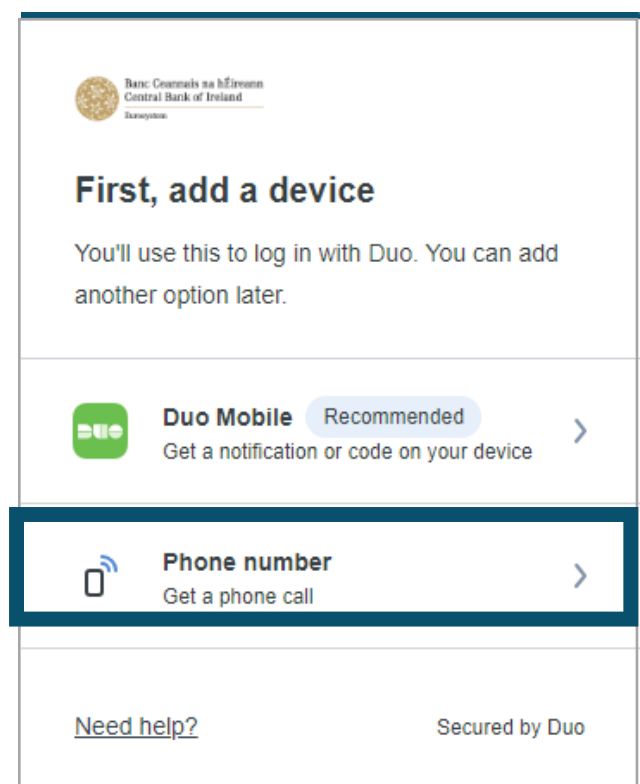 Banc Ceannais na hÉireann
Central Bank of Ireland
Eurosystem
First, add a device
You'll use this to log in with Duo. You can add
another option later.
DUO
Duo Mobile Recommended
Get a notification or code on your device
Phone number
Get a phone call
Need help? Secured by Duo